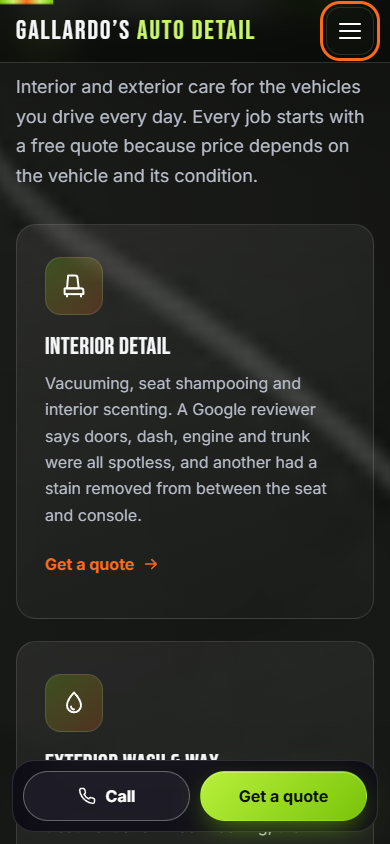 GALLARDO'S AUTO DETAIL
Interior and exterior care for the vehicles
you drive every day. Every job starts with
a free quote because price depends on
the vehicle and its condition.
INTERIOR DETAIL
Vacuuming, seat shampooing and
interior scenting. A Google reviewer
says doors, dash, engine and trunk
were all spotless, and another had a
stain removed from between the seat
and console.
Get a quote →
EXTERIOR WASH & WAX
Call
Get a quote